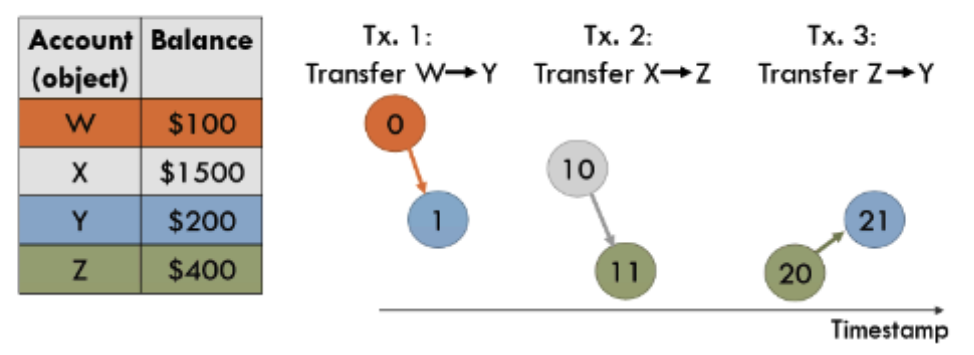 Account Balance
(object)
W $100
X $1500
Y $200
Z $400
Tx. 1:
Transfer W→Y
0
1
Tx. 2:
Transfer X→Z
10
11
Tx. 3:
Transfer Z→Y
21
20
Timestamp